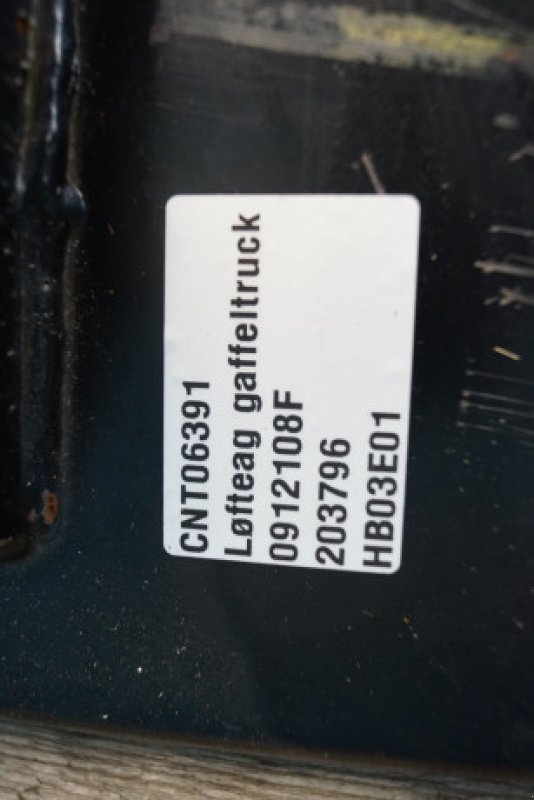 CNT06391
Løfteag gaffeltruck
0912108F
203796
HB03E01